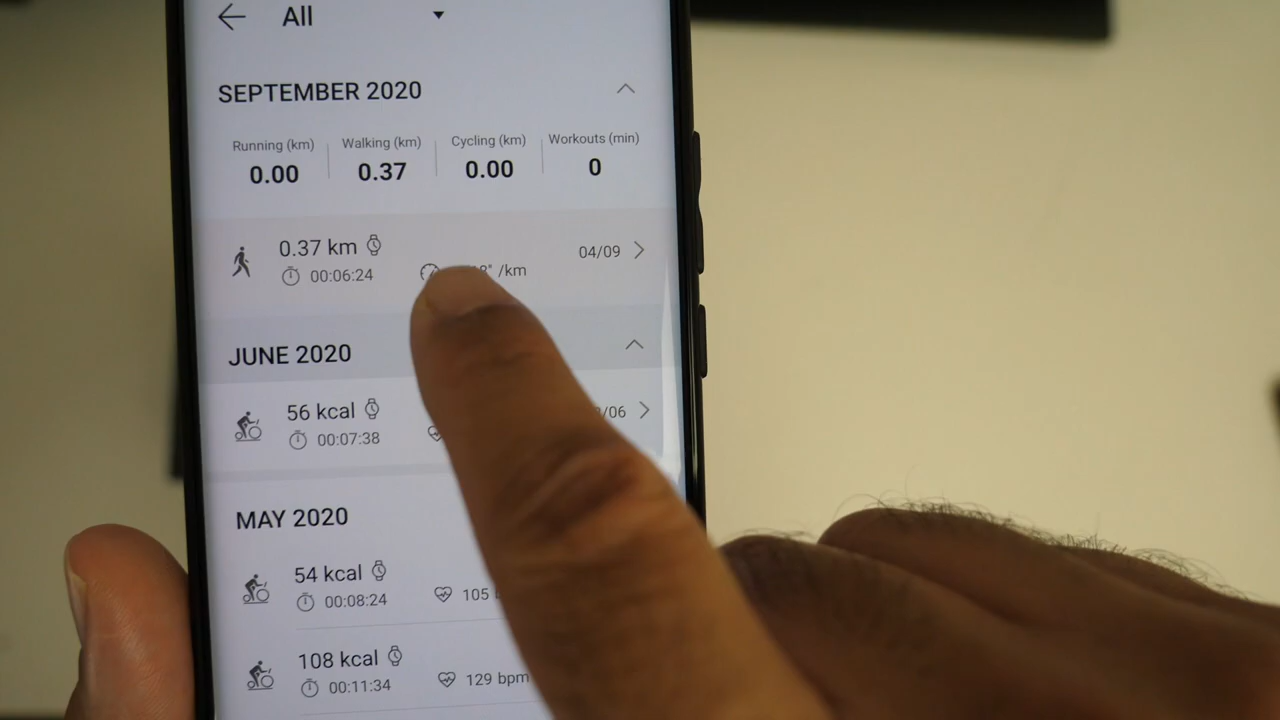 All
SEPTEMBER 2020
Running (km) Walking (km) Cycling (km) Workouts (min)
0.00 0.37 0.00 0
0.37 km 04/09
00:06:24 /km
JUNE 2020
56 kcal /06
00:07:38
MAY 2020
54 kcal
00:08:24 105
108 kcal
00:11:34 129 bpm